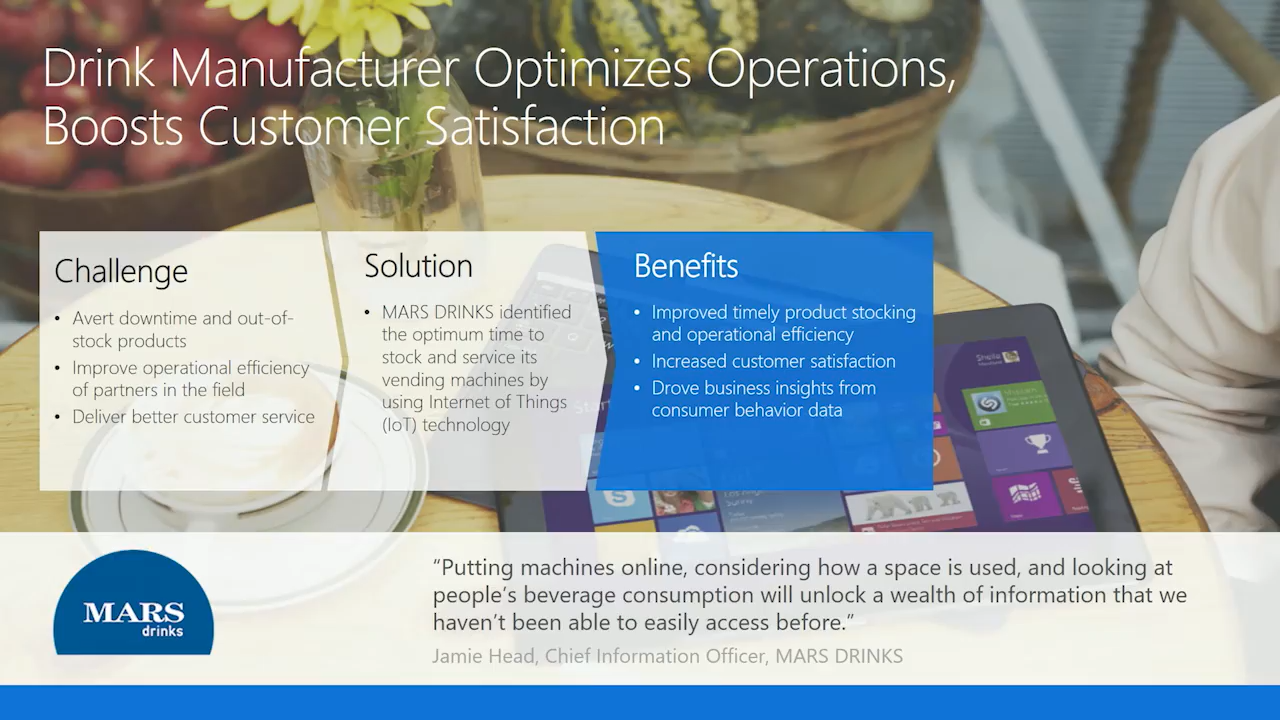 Drink Manufacturer Optimizes Operations,
Boosts Customer Satisfaction
Challenge
• Avert downtime and out-of-
stock products
• Improve operational efficiency
of partners in the field
• Deliver better customer service
Solution
• MARS DRINKS identified
the optimum time to
stock and service its
vending machines by
using Internet of Things
(IoT) technology
Benefits
• Improved timely product stocking
and operational efficiency
• Increased customer satisfaction
• Drove business insights from
consumer behavior data
Start
Sheila
MARS
drinks
“Putting machines online, considering how a space is used, and looking at
people’s beverage consumption will unlock a wealth of information that we
haven’t been able to easily access before.”
Jamie Head, Chief Information Officer, MARS DRINKS